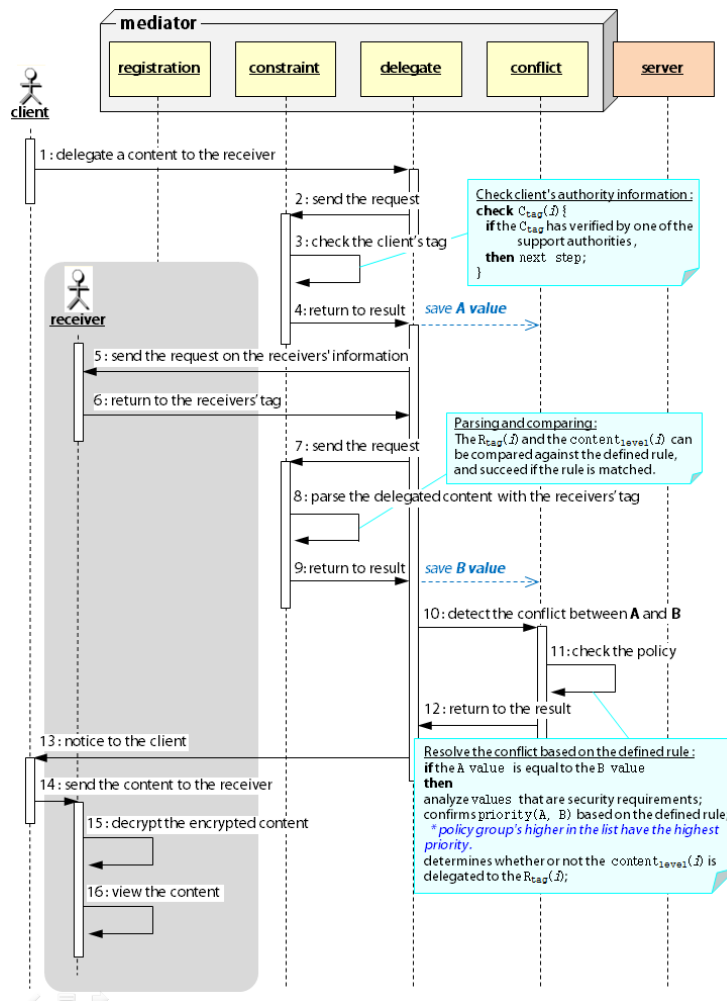 mediator
registration
constraint
delegate
conflict
server
client
1 : delegate a content to the receiver
2 : send the request
Check client's authority information :
check Ctag(i) {
if the Ctag has verified by one of the
support authorities ,
then next step;
}
3 : check the client's tag
receiver
4 : return to result
save A value
5 : send the request on the receivers' information
6 : return to the receivers' tag
Parsing and comparing :
The Rtag(i) and the contentlevel(i) can
be compared against the defined rule,
and succeed if the rule is matched.
7 : send the request
8 : parse the delegated content with the receivers' tag
9 : return to result
save B value
10 : detect the conflict between A and B
11 : check the policy
12 : return to the result
13 : notice to the client
Resolve the conflict based on the defined rule :
if the A value is equal to the B value
then
analyze values that are security requirements;
confirms priority(A, B) based on the defined rule;
* policy group's higher in the list have the highest
priority.
determines whether or not the contentlevel(i) is
delegated to the Rtag(i);
14 : send the content to the receiver
15 : decrypt the encrypted content
16 : view the content